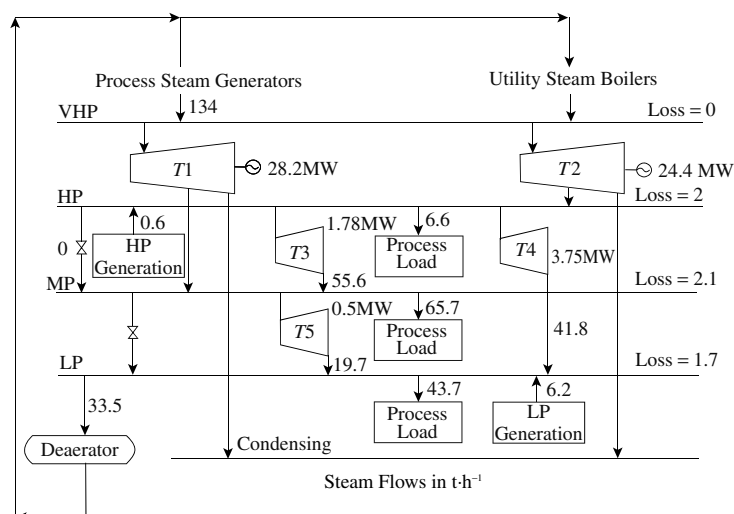 Process Steam Generators
Utility Steam Boilers
134
VHP
Loss = 0
T1
28.2MW
T2
24.4 MW
HP
Loss = 2
0.6
1.78MW
6.6
0
HP
Generation
T3
Process
Load
T4
3.75MW
55.6
MP
Loss = 2.1
0.5MW
65.7
T5
Process
Load
41.8
19.7
LP
Loss = 1.7
33.5
43.7
6.2
Process
Load
LP
Generation
Deaerator
Condensing
Steam Flows in t·h⁻¹